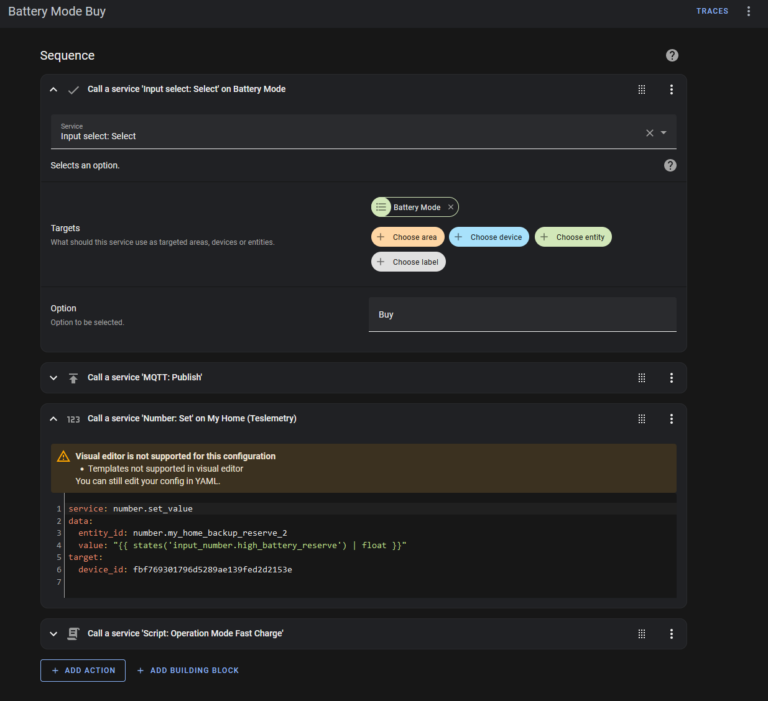 Battery Mode Buy
TRACES
Sequence
Call a service 'Input select: Select' on Battery Mode
Service
Input select: Select
Selects an option.
Targets
What should this service use as targeted areas, devices or entities.
Battery Mode
Choose area
Choose device
Choose entity
Choose label
Option
Option to be selected.
Buy
Call a service 'MQTT: Publish'
123
Call a service 'Number: Set' on My Home (Teslemetry)
Visual editor is not supported for this configuration
• Templates not supported in visual editor
You can still edit your config in YAML.
1 service: number.set_value
2 data:
3   entity_id: number.my_home_backup_reserve_2
4   value: "{{ states('input_number.high_battery_reserve') | float }}"
5 target:
6   device_id: fbf769301796d5289ae139fed2d2153e
7
Call a service 'Script: Operation Mode Fast Charge'
+ ADD ACTION
+ ADD BUILDING BLOCK